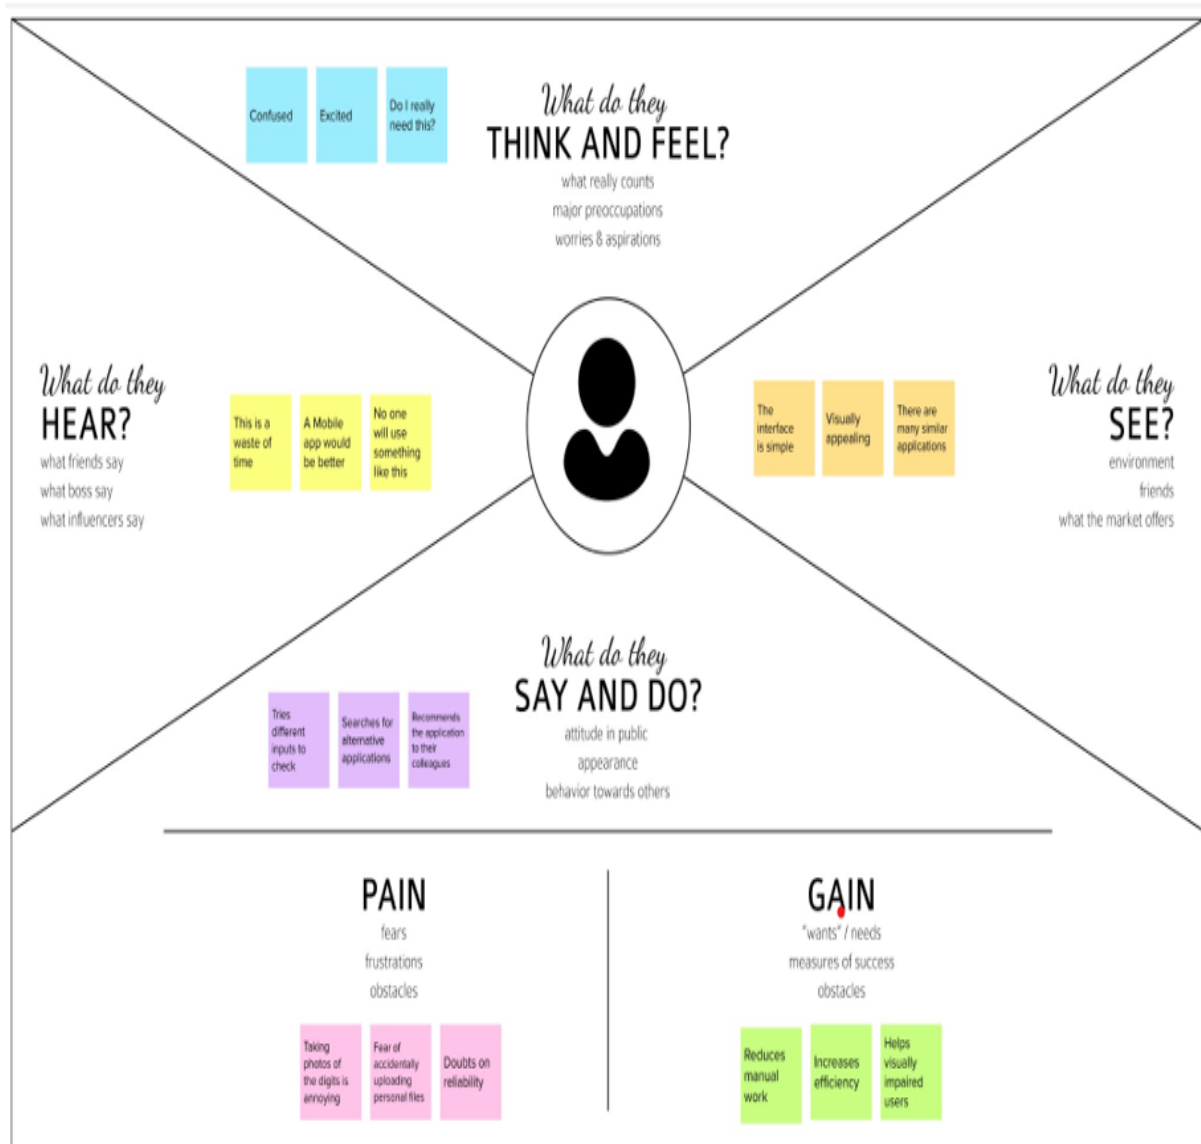 What do they
THINK AND FEEL?
what really counts
major preoccupations
worries & aspirations
Confused
Excited
Do I really
need this?
What do they
HEAR?
what friends say
what boss say
what influencers say
This is a
waste of
time
A Mobile
app would
be better
No one
will use
something
like this
The
interface
is simple
Visually
appealing
There are
many similar
applications
What do they
SEE?
environment
friends
what the market offers
What do they
SAY AND DO?
attitude in public
appearance
behavior towards others
Tries
different
inputs to
check
Searches for
alternative
applications
Recommends
the application
to their
colleagues
PAIN
fears
frustrations
obstacles
Taking
photos of
the digits is
annoying
Fear of
accidentally
uploading
personal files
Doubts on
reliability
GAIN
"wants" / needs
measures of success
obstacles
Reduces
manual
work
Increases
efficiency
Helps
visually
impaired
users